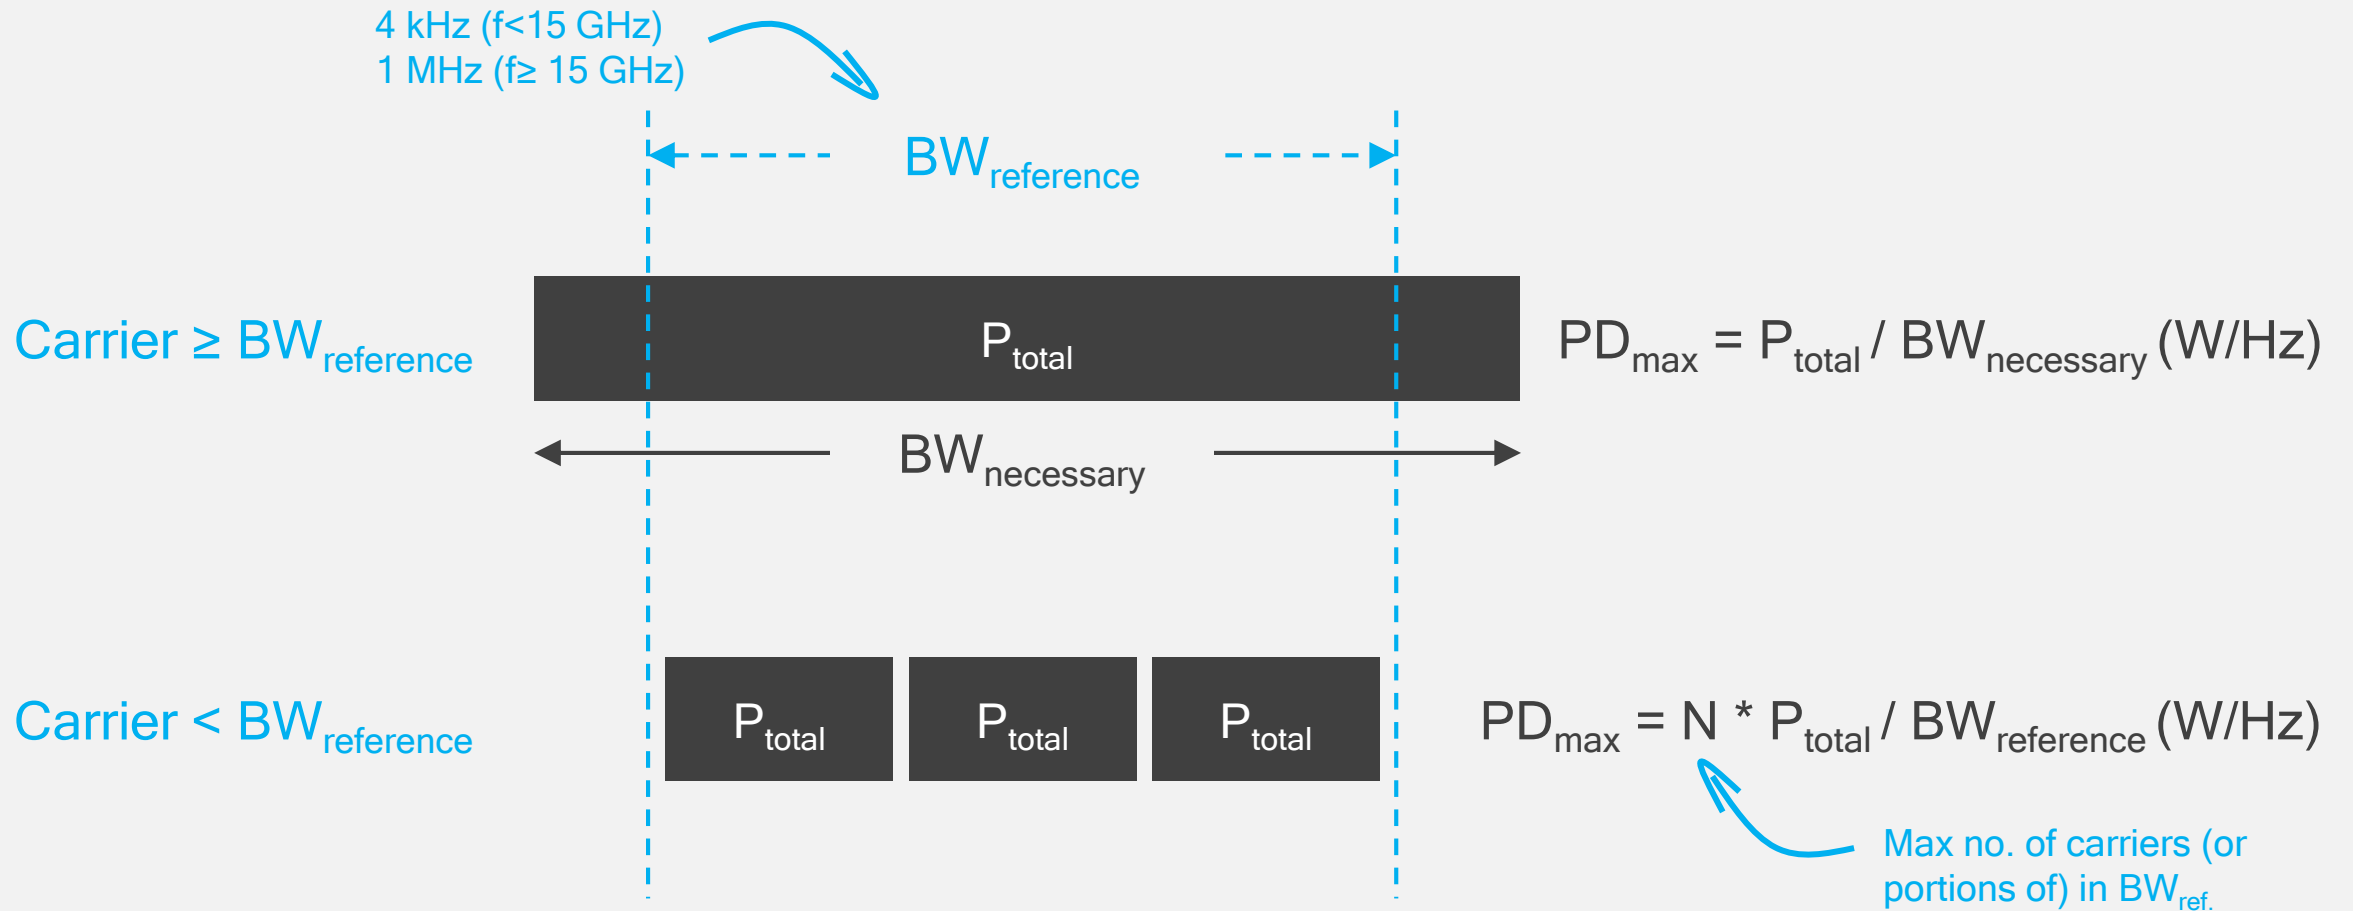 4 kHz (f<15 GHz)
1 MHz (f≥ 15 GHz)
BWreference
Carrier ≥ BWreference
Ptotal
PDmax = Ptotal / BWnecessary (W/Hz)
BWnecessary
Carrier < BWreference
Ptotal
Ptotal
Ptotal
PDmax = N * Ptotal / BWreference (W/Hz)
Max no. of carriers (or
portions of) in BWref.